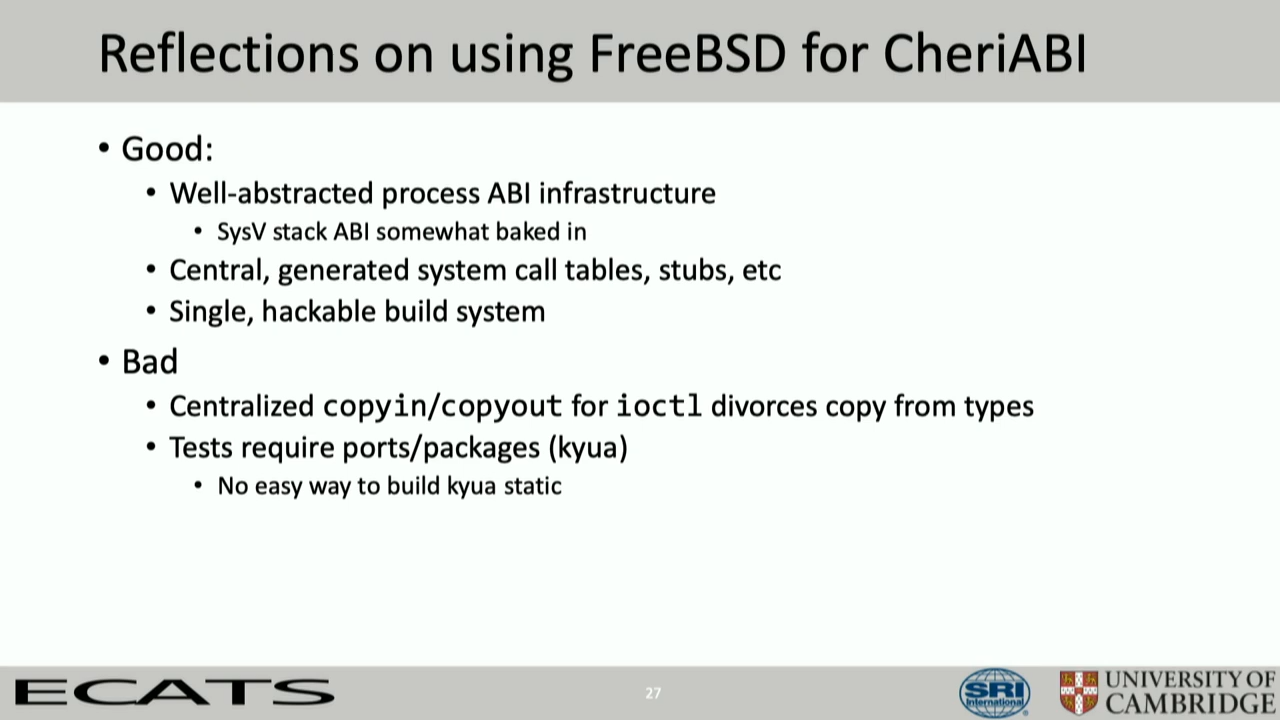 Reflections on using FreeBSD for CheriABI
• Good:
• Well-abstracted process ABI infrastructure
• SysV stack ABI somewhat baked in
• Central, generated system call tables, stubs, etc
• Single, hackable build system
• Bad
• Centralized copyin/copyout for ioctl divorces copy from types
• Tests require ports/packages (kyua)
• No easy way to build kyua static
ECATS
27
SRI
International
UNIVERSITY OF
CAMBRIDGE